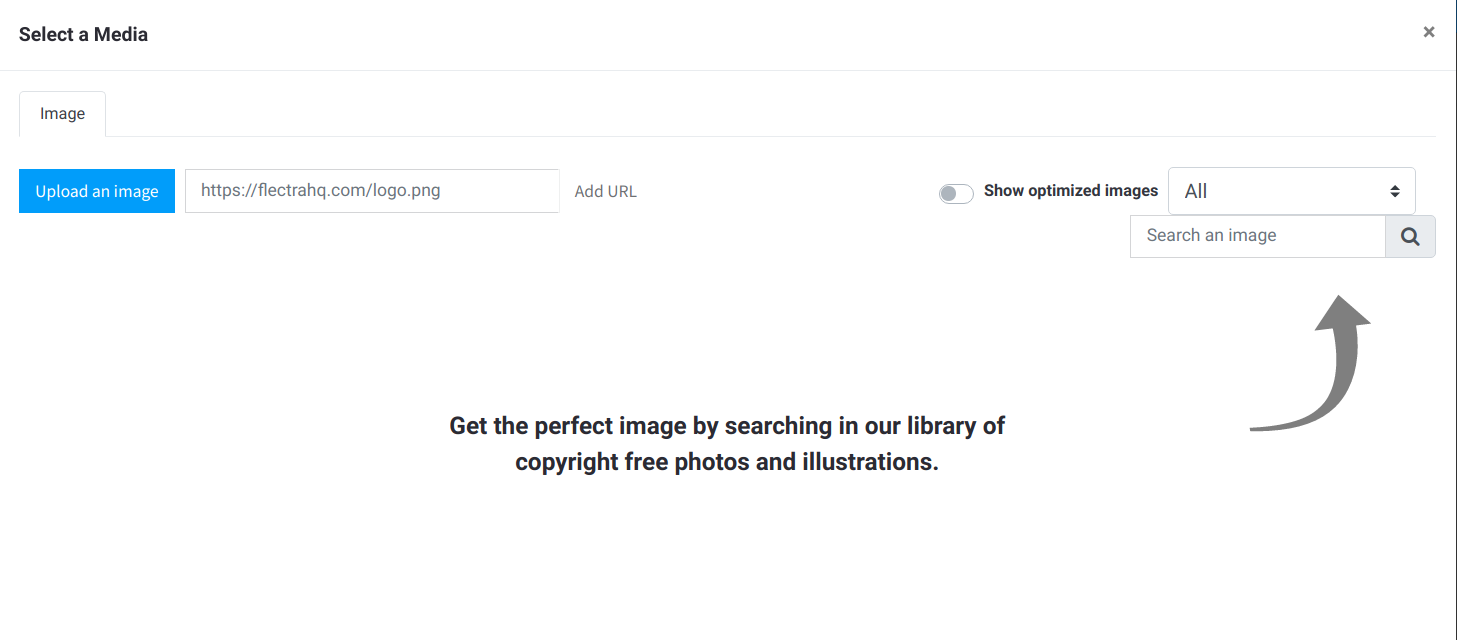 Select a Media
×
Image
Upload an image https://flectrahq.com/logo.png Add URL Show optimized images All
Search an image
Get the perfect image by searching in our library of
copyright free photos and illustrations.